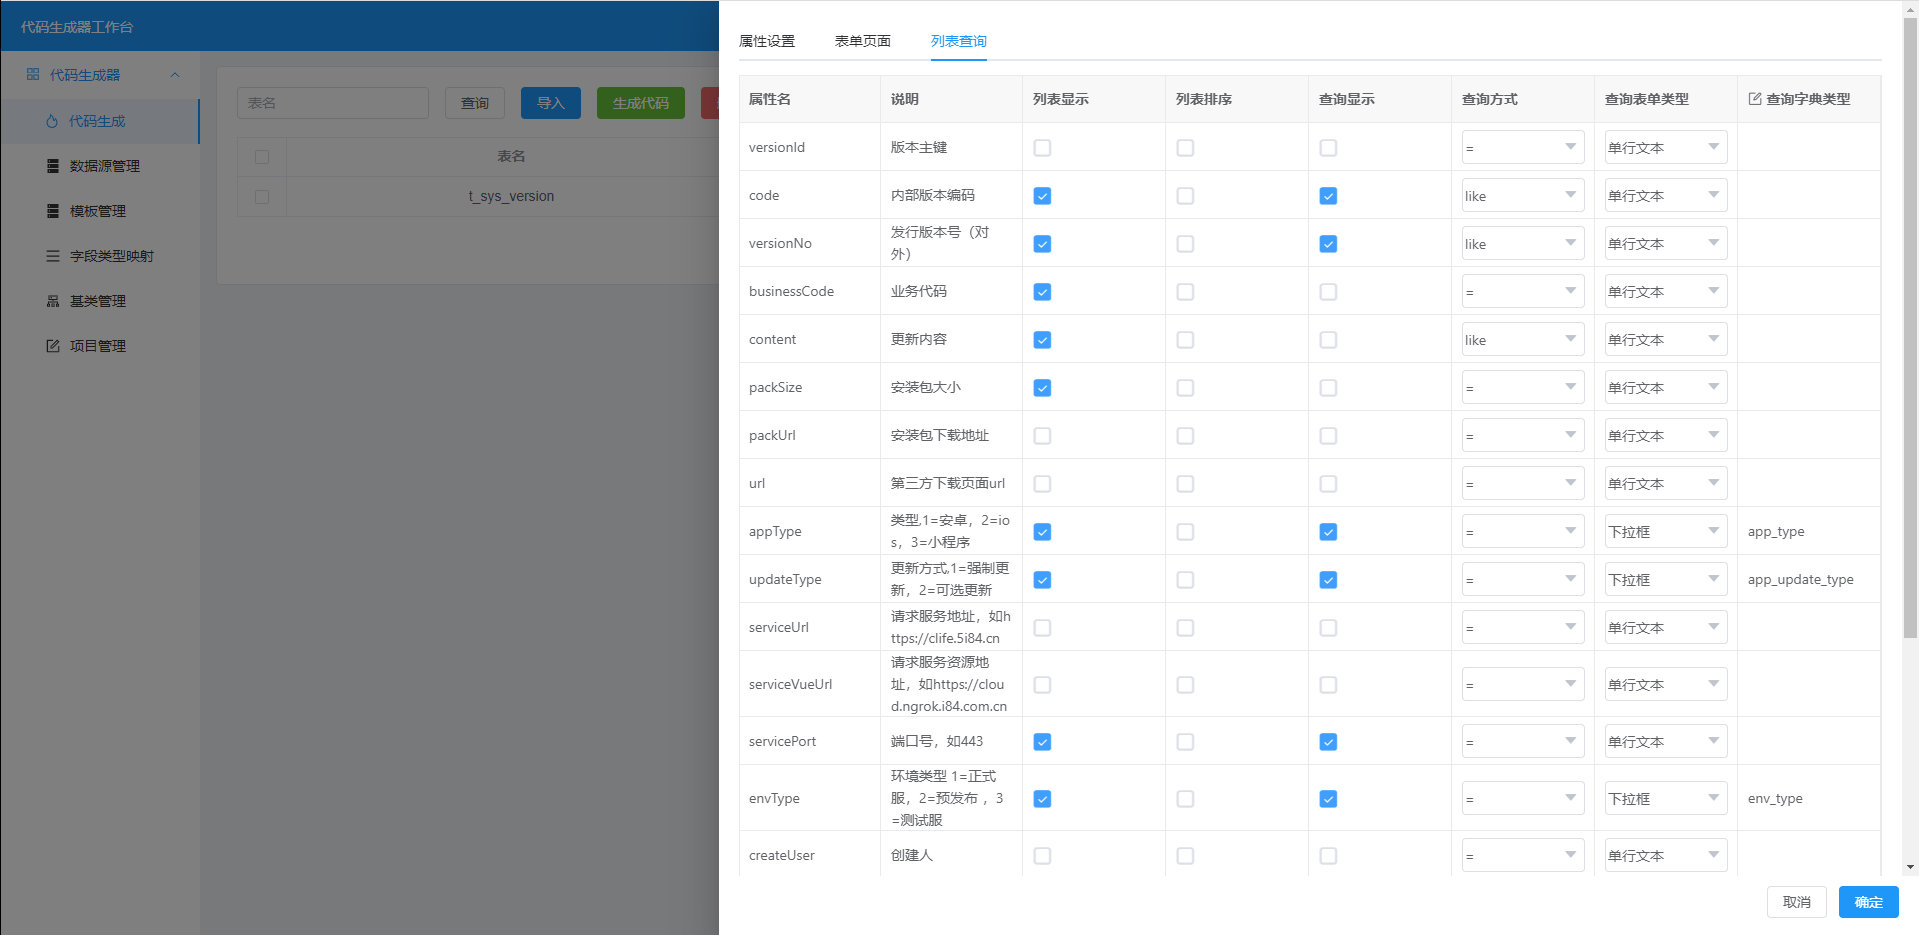 代码生成器工作台
代码生成器
代码生成
数据源管理
模板管理
字段类型映射
基类管理
项目管理
表名
查询
导入
生成代码
表名
t_sys_version
属性设置 表单页面 列表查询
属性名 说明 列表显示 列表排序 查询显示 查询方式 查询表单类型 查询字典类型
versionId 版本主键 = 单行文本
code 内部版本编码 like 单行文本
versionNo 发行版本号（对
外） like 单行文本
businessCode 业务代码 = 单行文本
content 更新内容 like 单行文本
packSize 安装包大小 = 单行文本
packUrl 安装包下载地址 = 单行文本
url 第三方下载页面url = 单行文本
appType 类型,1=安卓，2=io
s，3=小程序 = 下拉框 app_type
updateType 更新方式,1=强制更
新，2=可选更新 = 下拉框 app_update_type
serviceUrl 请求服务地址，如h
ttps://clife.5i84.cn = 单行文本
serviceVueUrl 请求服务资源地
址，如https://clou
d.ngrok.i84.com.cn = 单行文本
servicePort 端口号，如443 = 单行文本
envType 环境类型 1=正式
服，2=预发布 ，3
=测试服 = 下拉框 env_type
createUser 创建人 = 单行文本
取消 确定